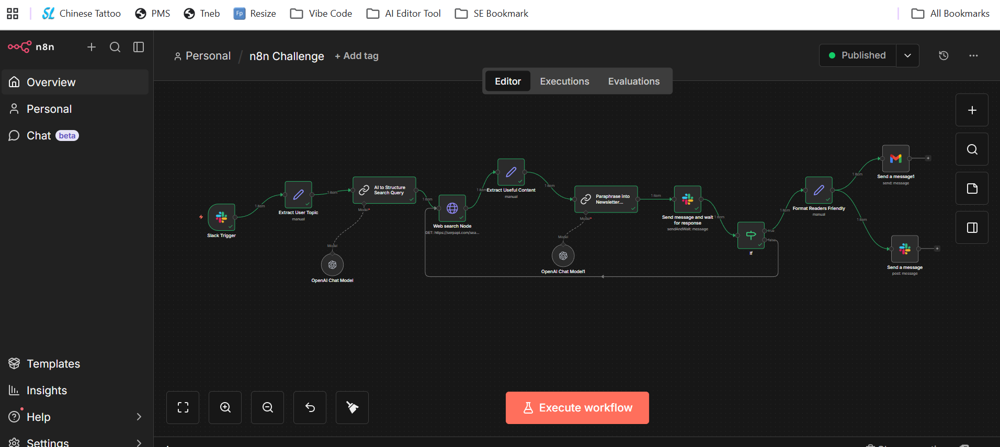 Chinese Tattoo
PMS
Tneb
Fp
Resize
Vibe Code
AI Editor Tool
SE Bookmark
All Bookmarks
n8n
Overview
Personal
Chat beta
Templates
Insights
Help
Settings
Personal / n8n Challenge + Add tag
Published
Editor Executions Evaluations
Slack Trigger
1 item
Extract User Topic
manual
1 item
AI to Structure
Search Query
Model*
Model
OpenAI Chat Model
1 item
Web search Node
GET: https://serpapi.com/sea...
1 item
Extract Useful Content
manual
1 item
Paraphrase into
Newsletter...
Model*
Model
OpenAI Chat Model1
1 item
Send message and wait
for response
sendAndWait: message
1 item
If
true
false
1 item
Format Readers Friendly
manual
1 item
Send a message1
send: message
1 item
Send a message
post: message
Execute workflow